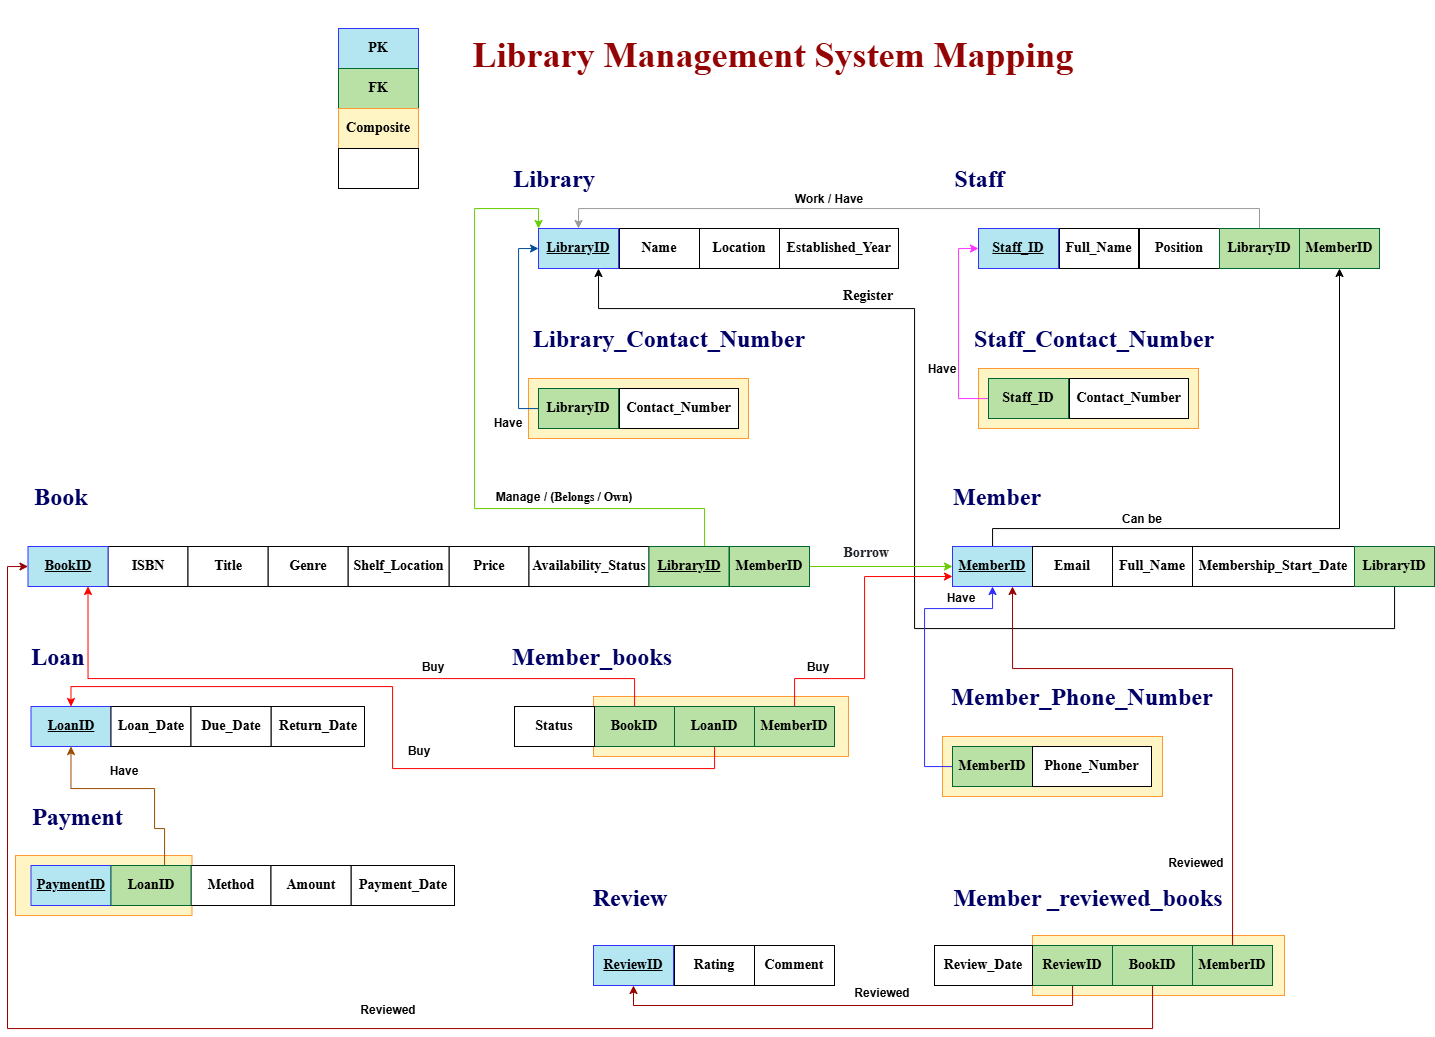 PK
Library Management System Mapping
FK
Composite
Library
Staff
Work / Have
LibraryID Name Location Established_Year
Staff_ID Full_Name Position LibraryID MemberID
Register
Library_Contact_Number
Staff_Contact_Number
Have
LibraryID Contact_Number
Staff_ID Contact_Number
Have
Manage / (Belongs / Own)
Book
Member
Can be
Borrow
BookID ISBN Title Genre Shelf_Location Price Availability_Status LibraryID MemberID
MemberID Email Full_Name Membership_Start_Date LibraryID
Have
Loan
Member_books
Buy
Buy
Member_Phone_Number
LoanID Loan_Date Due_Date Return_Date
Status BookID LoanID MemberID
Buy
Have
MemberID Phone_Number
Payment
Reviewed
PaymentID LoanID Method Amount Payment_Date
Review
Member _reviewed_books
ReviewID Rating Comment
Review_Date ReviewID BookID MemberID
Reviewed
Reviewed